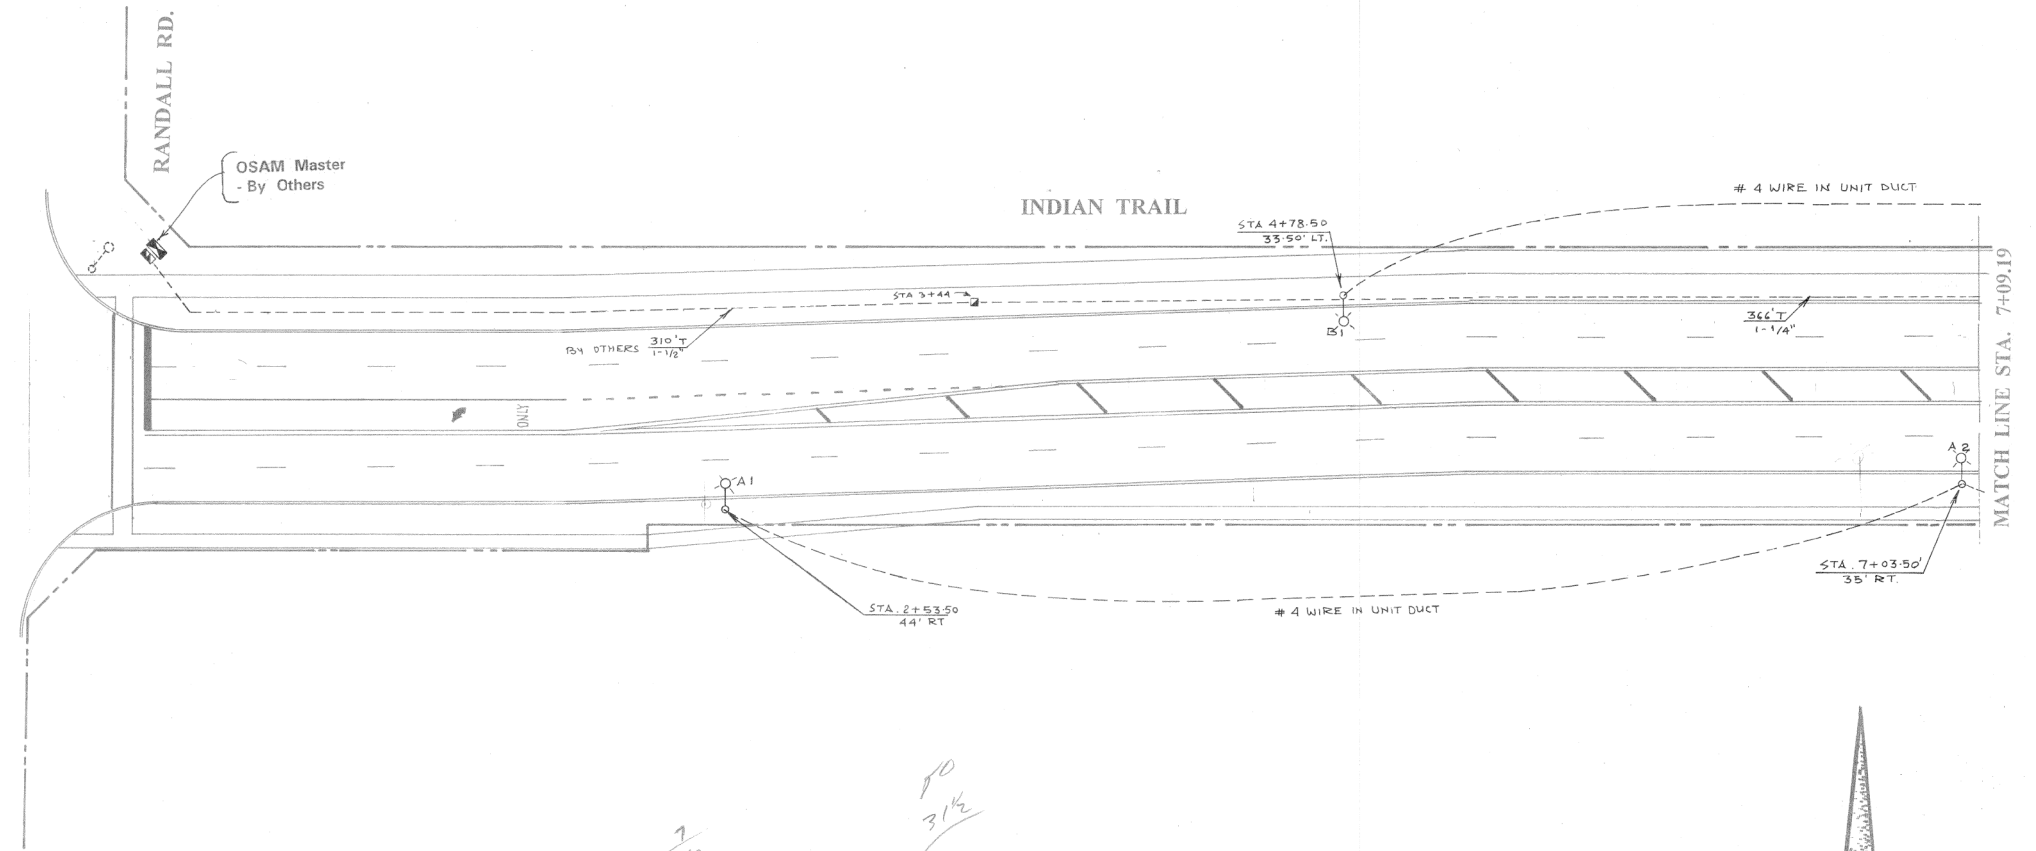 RANDALL RD.
OSAM Master
- By Others
INDIAN TRAIL
# 4 WIRE IN UNIT DUCT
STA 4+78.50
33.50' LT.
STA 3+44
B1
BY OTHERS 310'T
1-1/2"
366'T
1-1/4"
ONLY
A1
A2
MATCH LINE STA. 7+09.19
STA. 2+53.50
44' RT
# 4 WIRE IN UNIT DUCT
STA. 7+03.50'
35' RT.
31 1/2